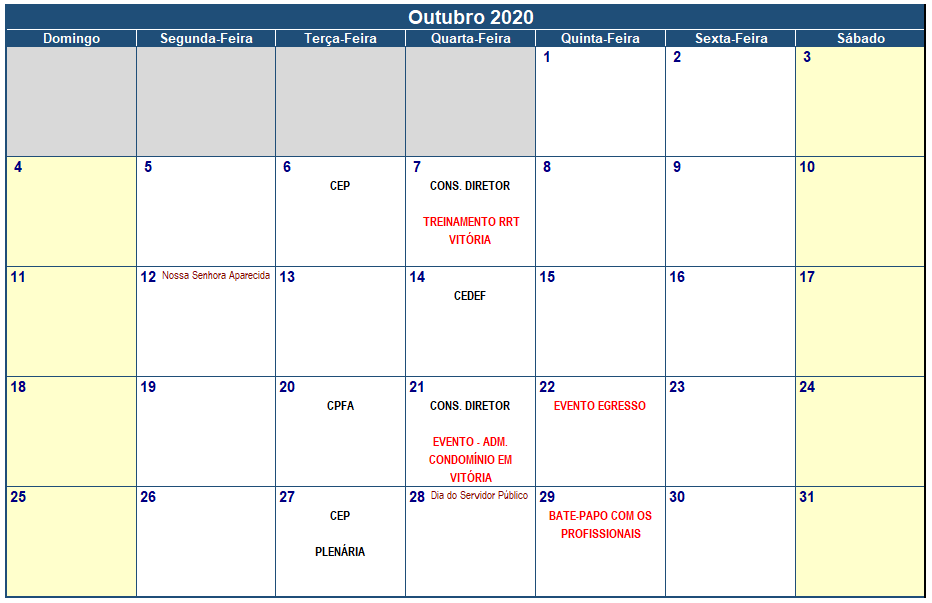 Outubro 2020
Domingo Segunda-Feira Terça-Feira Quarta-Feira Quinta-Feira Sexta-Feira Sábado
1 2 3
4 5 6 7 8 9 10
CEP CONS. DIRETOR
TREINAMENTO RRT
VITÓRIA
11 12 Nossa Senhora Aparecida 13 14 15 16 17
CEDEF
18 19 20 21 22 23 24
CPFA CONS. DIRETOR EVENTO EGRESSO
EVENTO - ADM.
CONDOMÍNIO EM
VITÓRIA
25 26 27 28 Dia do Servidor Público 29 30 31
CEP BATE-PAPO COM OS
PROFISSIONAIS
PLENÁRIA